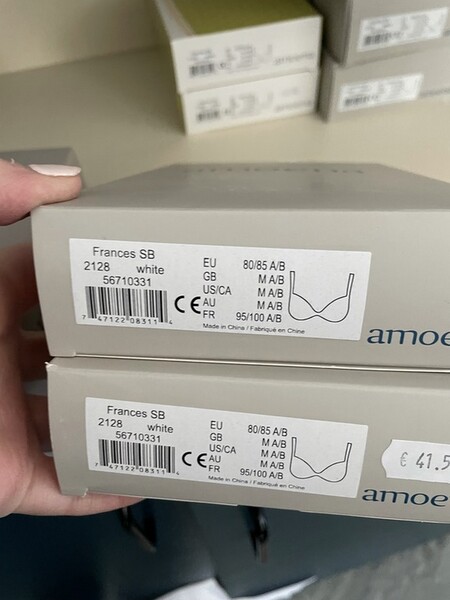 Frances SB
2128 white
56710331
7 47122 08311 4
CE
EU 80/85 A/B
GB M A/B
US/CA M A/B
AU M A/B
FR 95/100 A/B
Made in China / Fabriqué en Chine
amoe
Frances SB
2128 white
56710331
7 47122 08311 4
CE
EU 80/85 A/B
GB M A/B
US/CA M A/B
AU M A/B
FR 95/100 A/B
Made in China / Fabriqué en Chine
€ 41.5
amoe